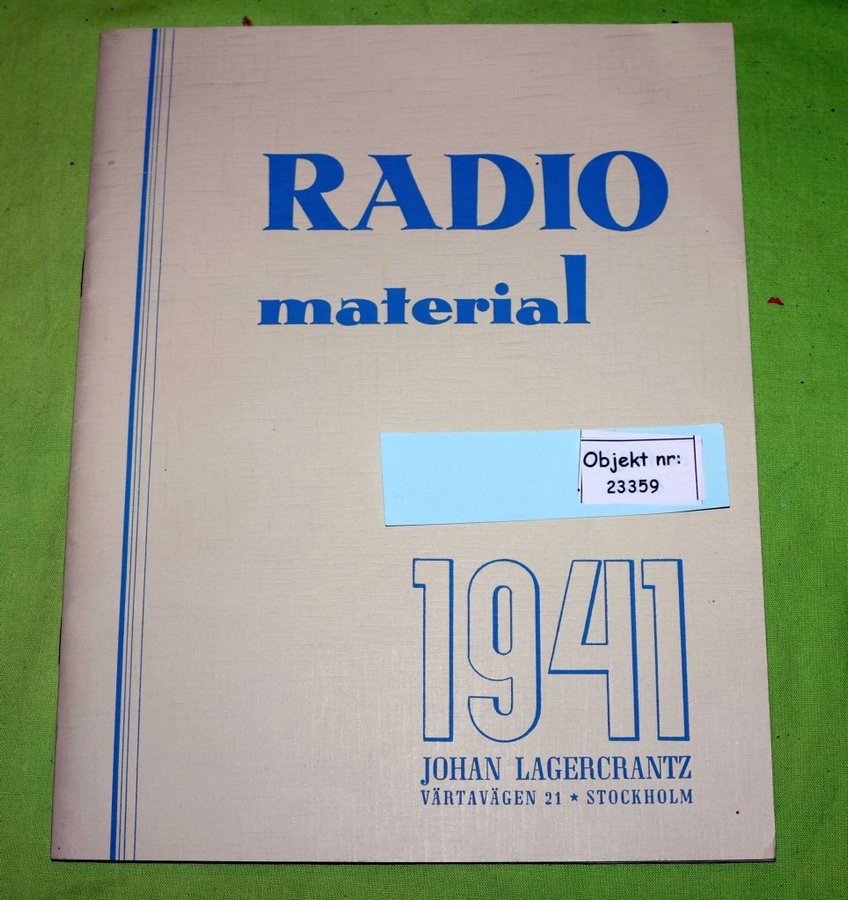 RADIO
material
Objekt nr:
23359
1941
JOHAN LAGERCRANTZ
VÄRTAVÄGEN 21 ★ STOCKHOLM